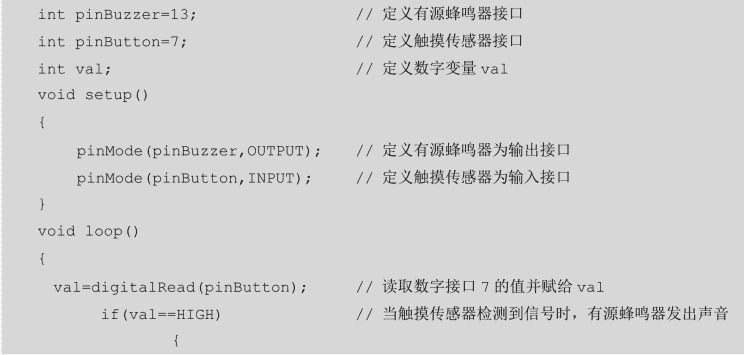 int pinBuzzer=13; // 定义有源蜂鸣器接口
int pinButton=7; // 定义触摸传感器接口
int val; // 定义数字变量 val
void setup()
{
pinMode(pinBuzzer,OUTPUT); // 定义有源蜂鸣器为输出接口
pinMode(pinButton,INPUT); // 定义触摸传感器为输入接口
}
void loop()
{
val=digitalRead(pinButton); // 读取数字接口 7 的值并赋给 val
if(val==HIGH) // 当触摸传感器检测到信号时，有源蜂鸣器发出声音
{